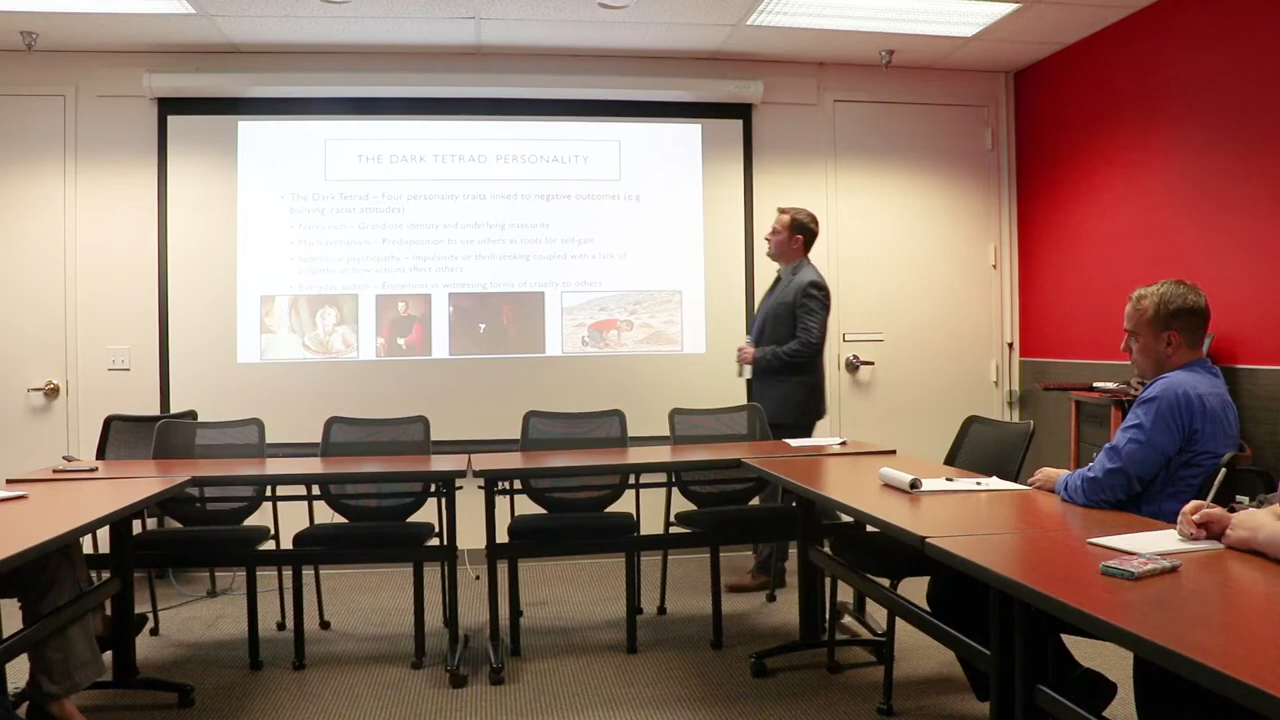 THE DARK TETRAD: PERSONALITY
• The Dark Tetrad – Four personality traits linked to negative outcomes (e.g.
bullying, racist attitudes)
• Narcissism – Grandiose identity and underlying insecurity
• Machiavellianism – Predisposition to use others as tools for self-gain
• Subclinical psychopathy – Impulsivity or thrill-seeking coupled with a lack of
empathy or how actions affect others
• Everyday sadism – Enjoyment in witnessing forms of cruelty to others